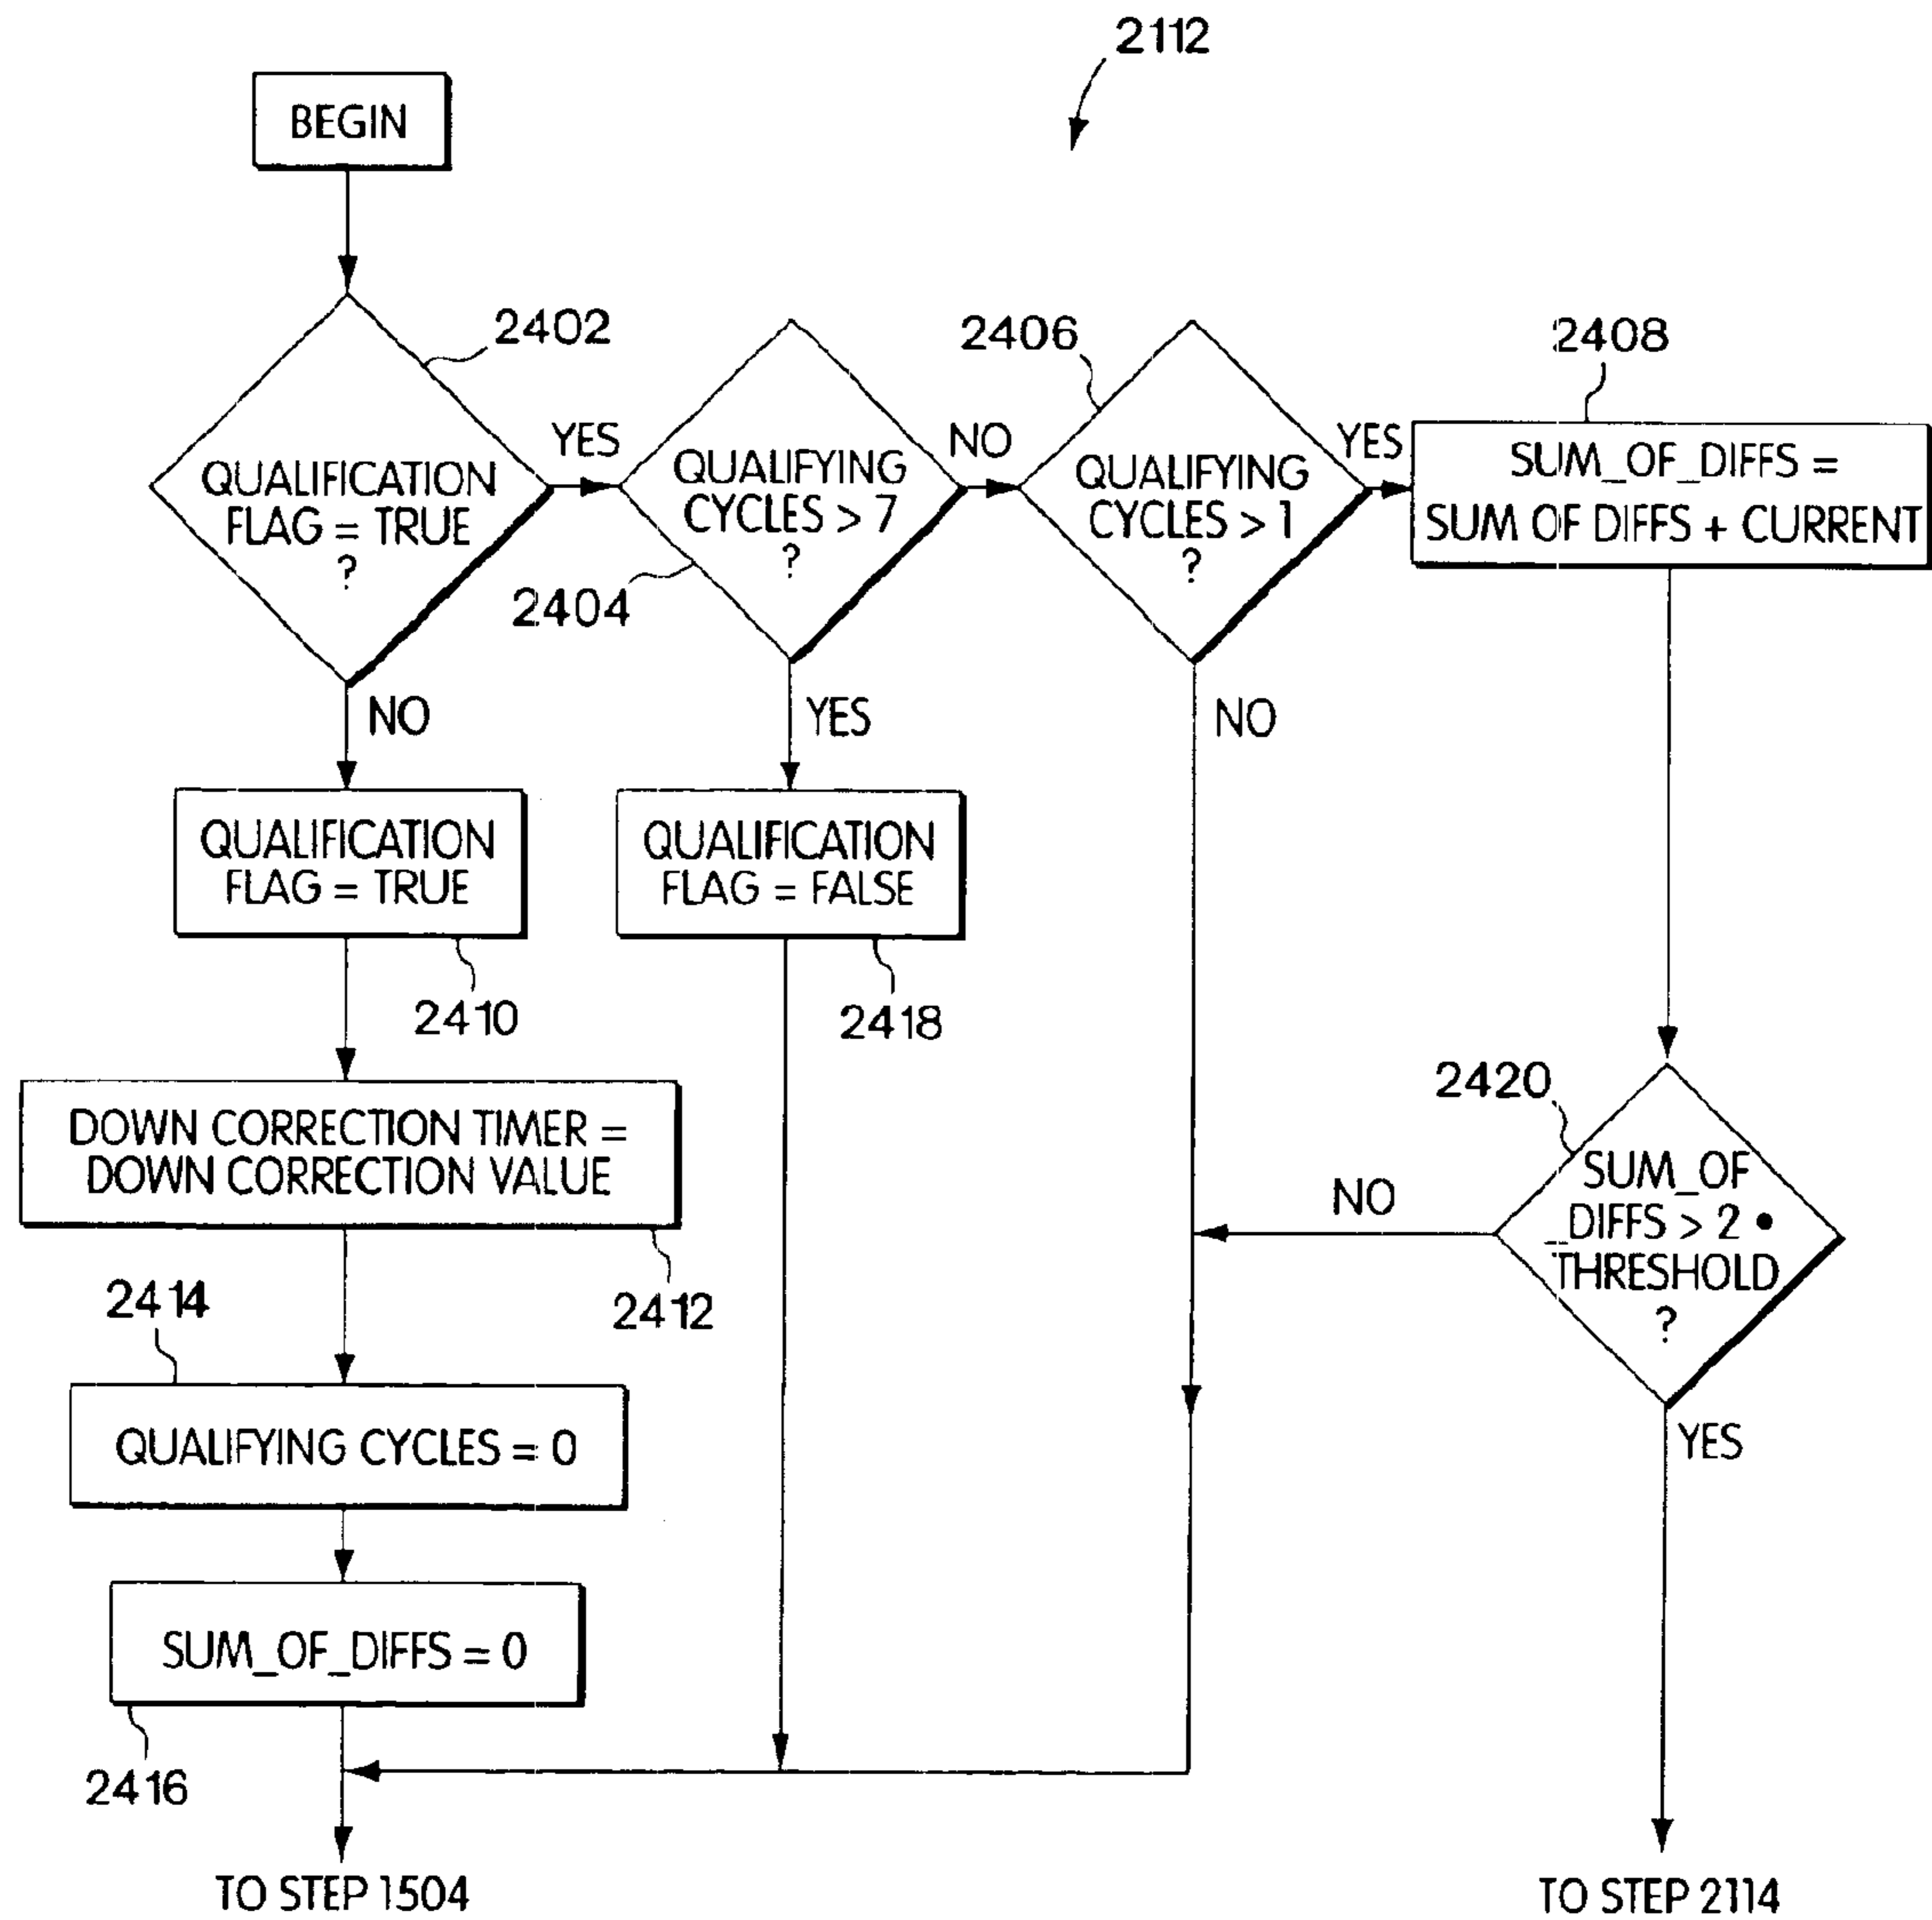 2112
BEGIN
2402
2406
2408
YES
NO
YES
QUALIFICATION
FLAG = TRUE
?
QUALIFYING
CYCLES > 7
?
QUALIFYING
CYCLES > 1
?
SUM_OF_DIFFS =
SUM OF DIFFS + CURRENT
2404
NO
YES
NO
QUALIFICATION
FLAG = TRUE
QUALIFICATION
FLAG = FALSE
2410
2418
2420
DOWN CORRECTION TIMER =
DOWN CORRECTION VALUE
SUM_OF
_DIFFS > 2 •
THRESHOLD
?
NO
2414
2412
QUALIFYING CYCLES = 0
YES
SUM_OF_DIFFS = 0
2416
TO STEP 1504
TO STEP 2114